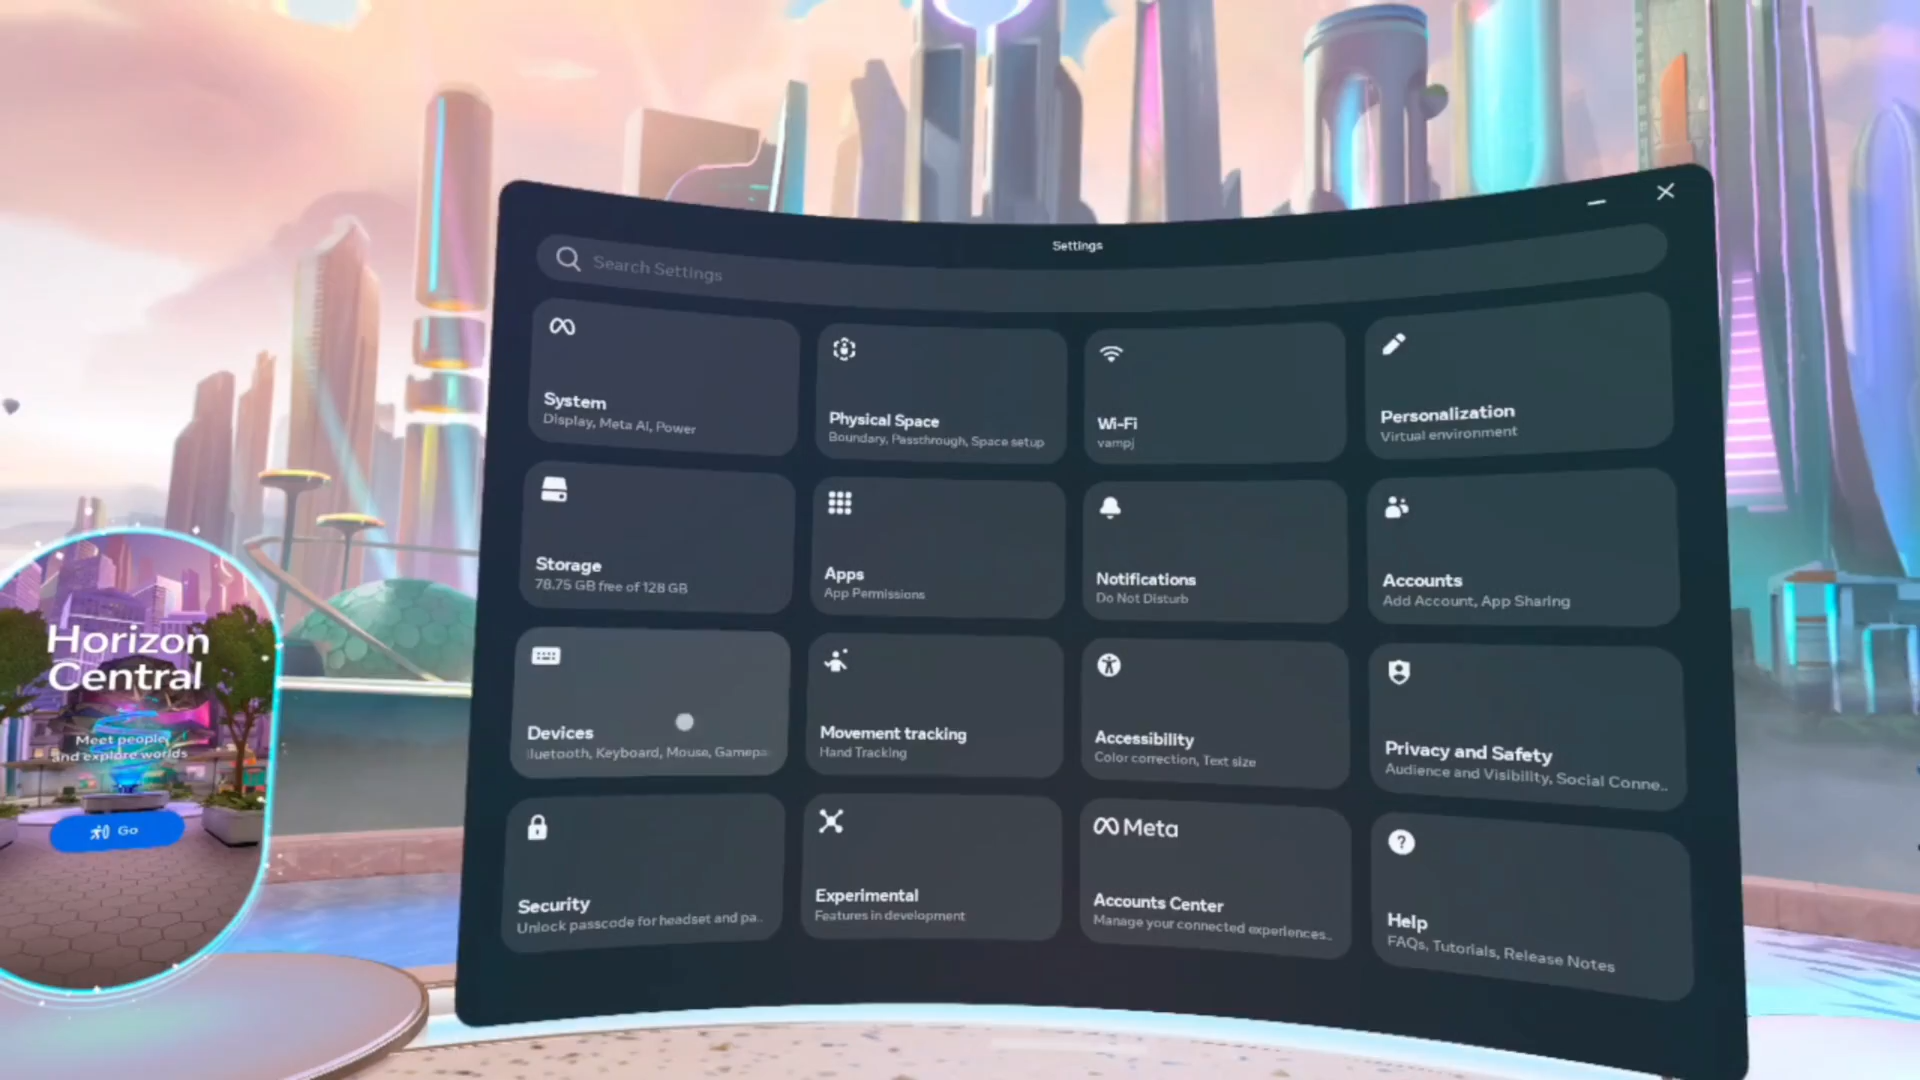 Settings
Search Settings
System
Display, Meta AI, Power
Physical Space
Boundary, Passthrough, Space setup
Wi-Fi
vampj
Personalization
Virtual environment
Storage
78.75 GB free of 128 GB
Apps
App Permissions
Notifications
Do Not Disturb
Accounts
Add Account, App Sharing
Devices
luetooth, Keyboard, Mouse, Gamepa
Movement tracking
Hand Tracking
Accessibility
Color correction, Text size
Privacy and Safety
Audience and Visibility, Social Conne..
Security
Unlock passcode for headset and pa..
Experimental
Features in development
Meta
Accounts Center
Manage your connected experiences..
Help
FAQs, Tutorials, Release Notes
Horizon
Central
Meet people
and explore worlds
Go